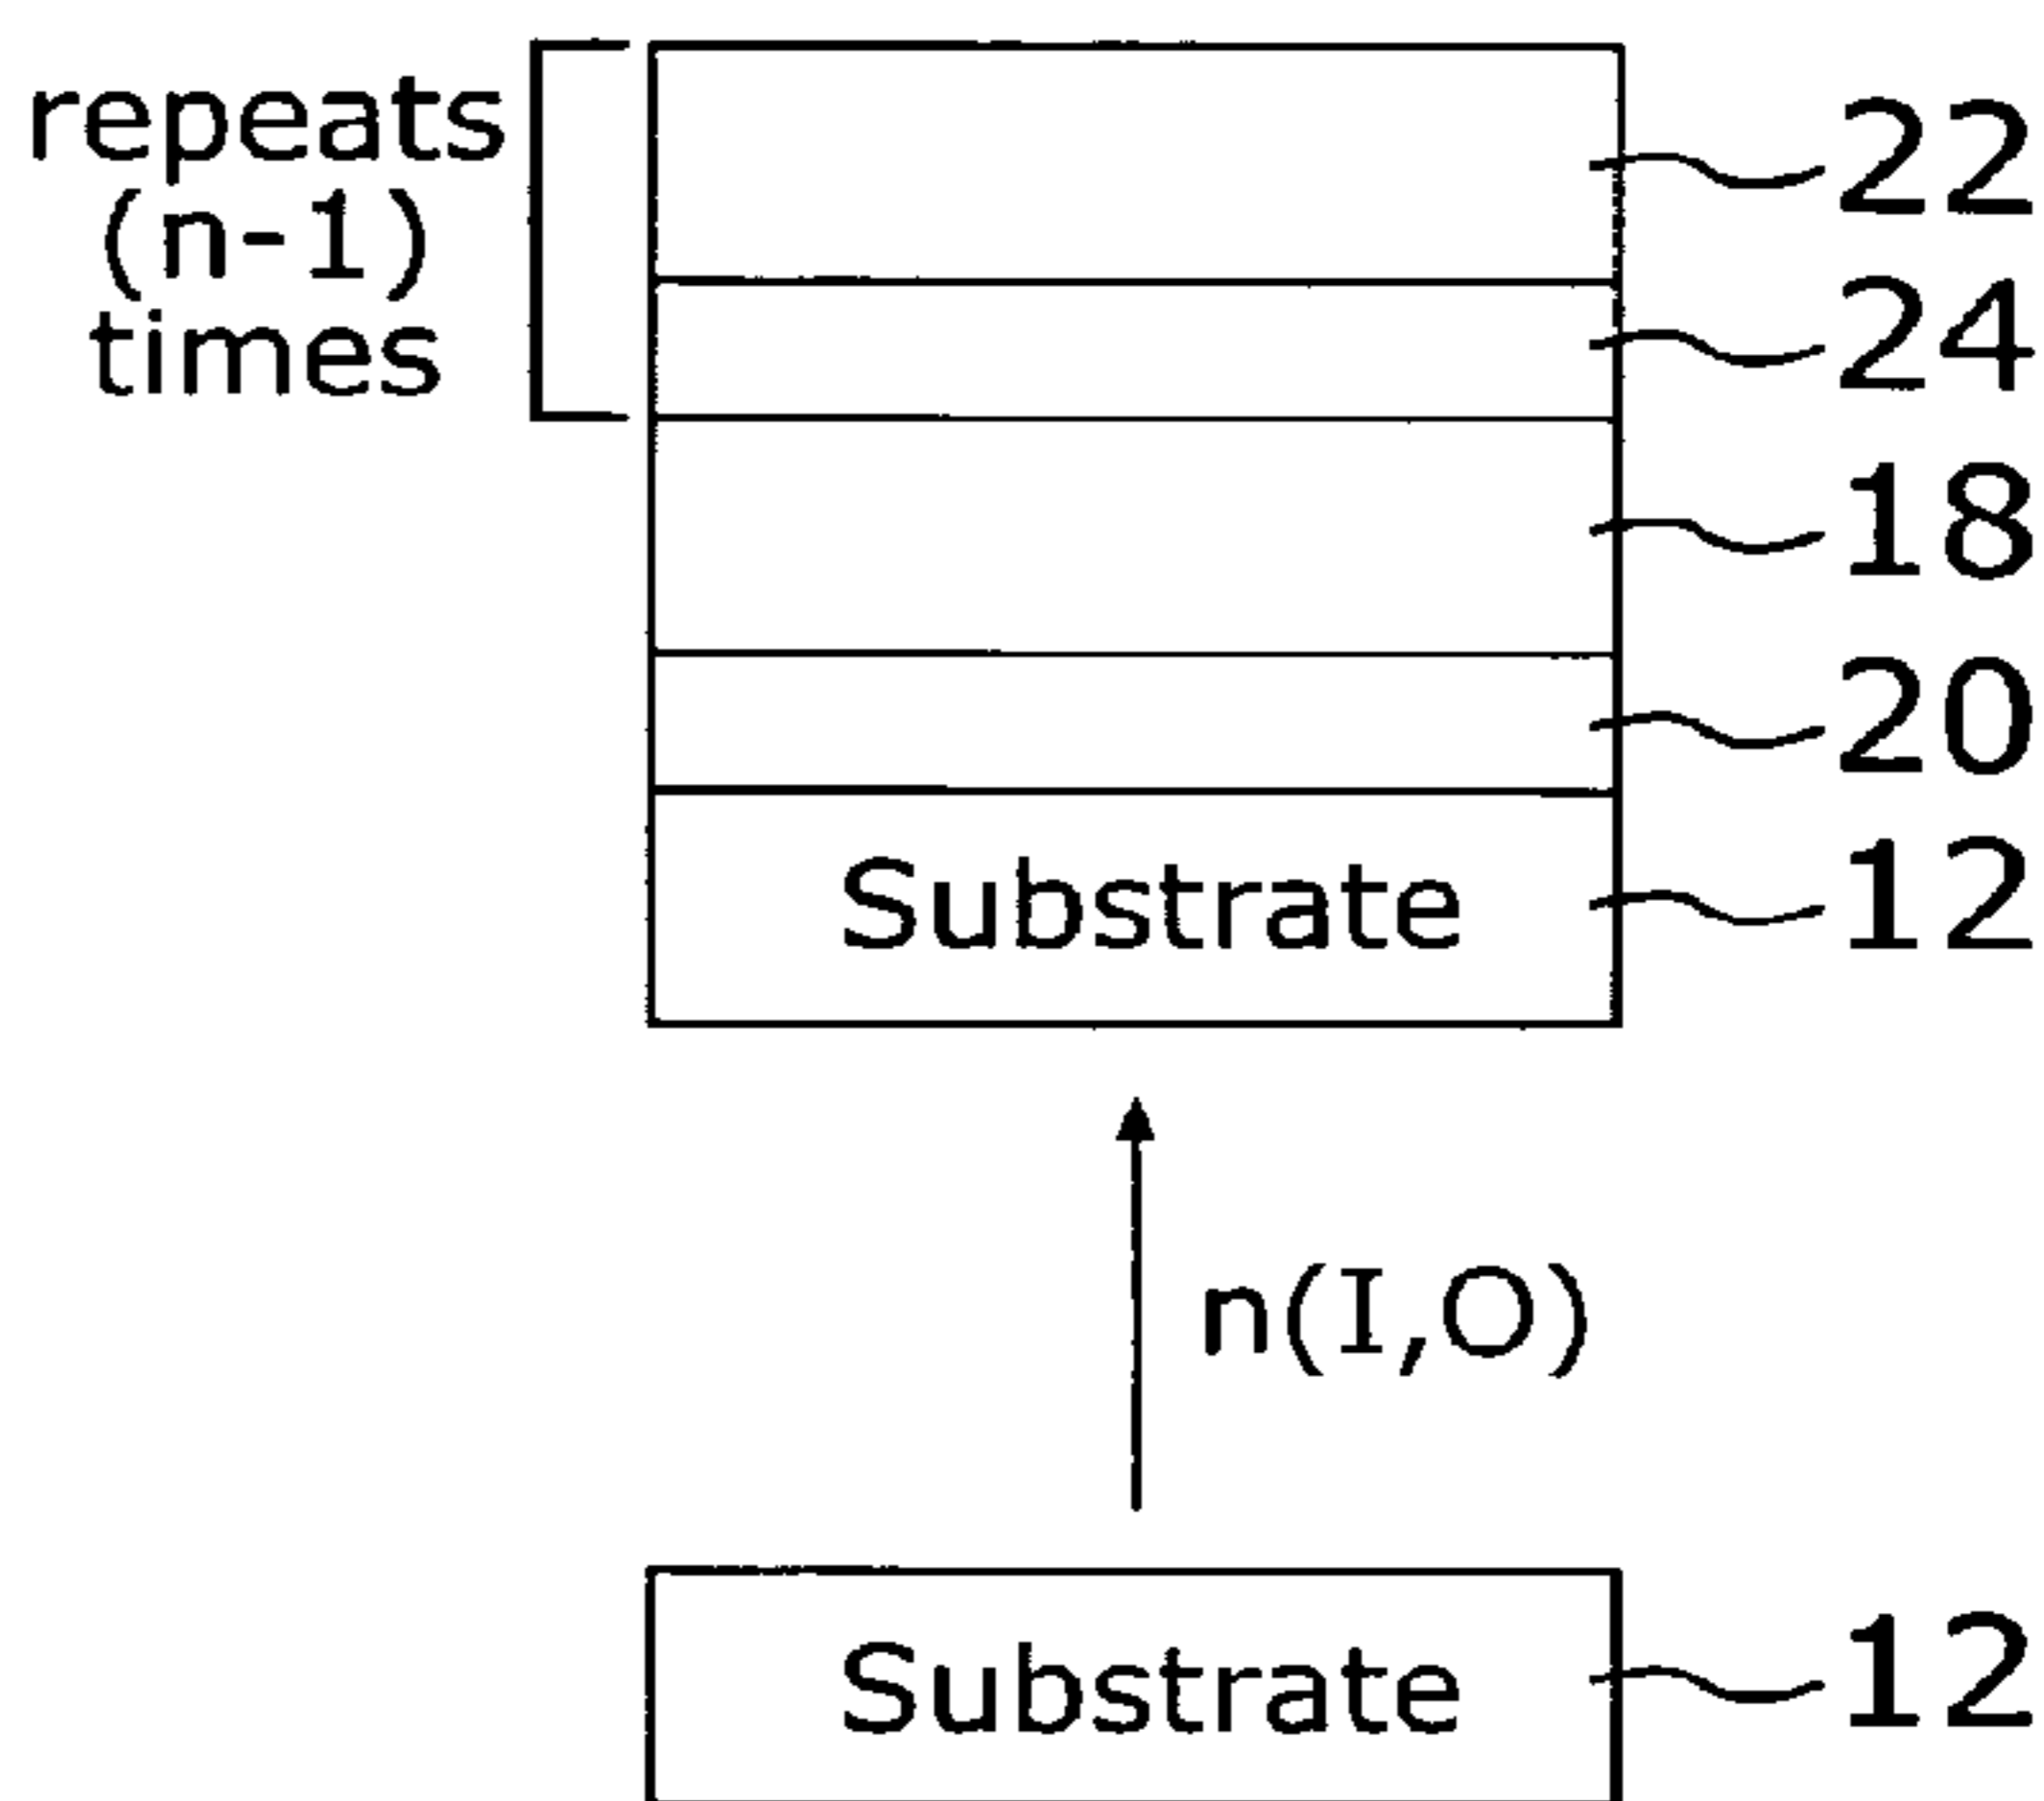 repeats
(n-1)
times
22
24
18
20
Substrate 12
n(I,O)
Substrate 12